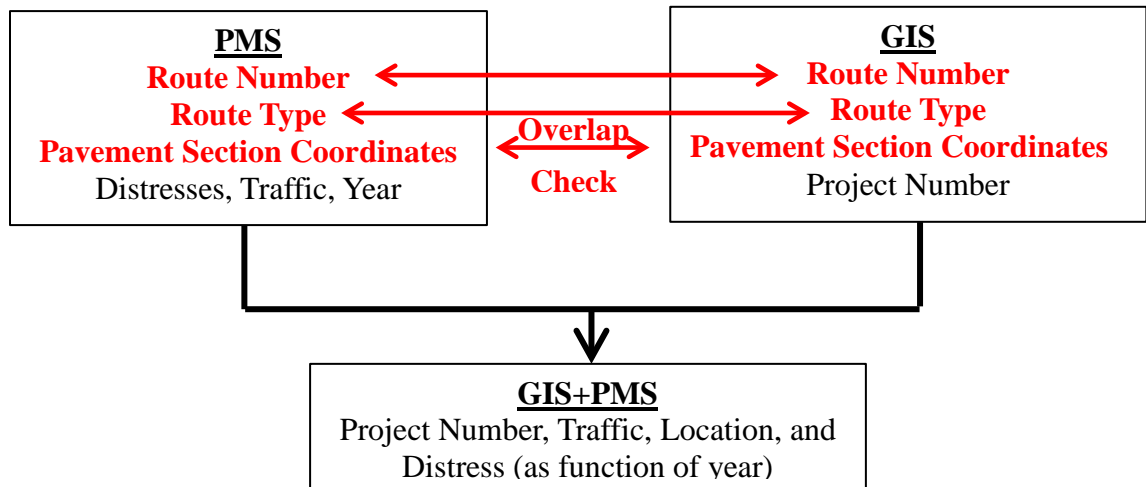 PMS
Route Number
Route Type
Pavement Section Coordinates
Distresses, Traffic, Year
Overlap
Check
GIS
Route Number
Route Type
Pavement Section Coordinates
Project Number
GIS+PMS
Project Number, Traffic, Location, and
Distress (as function of year)